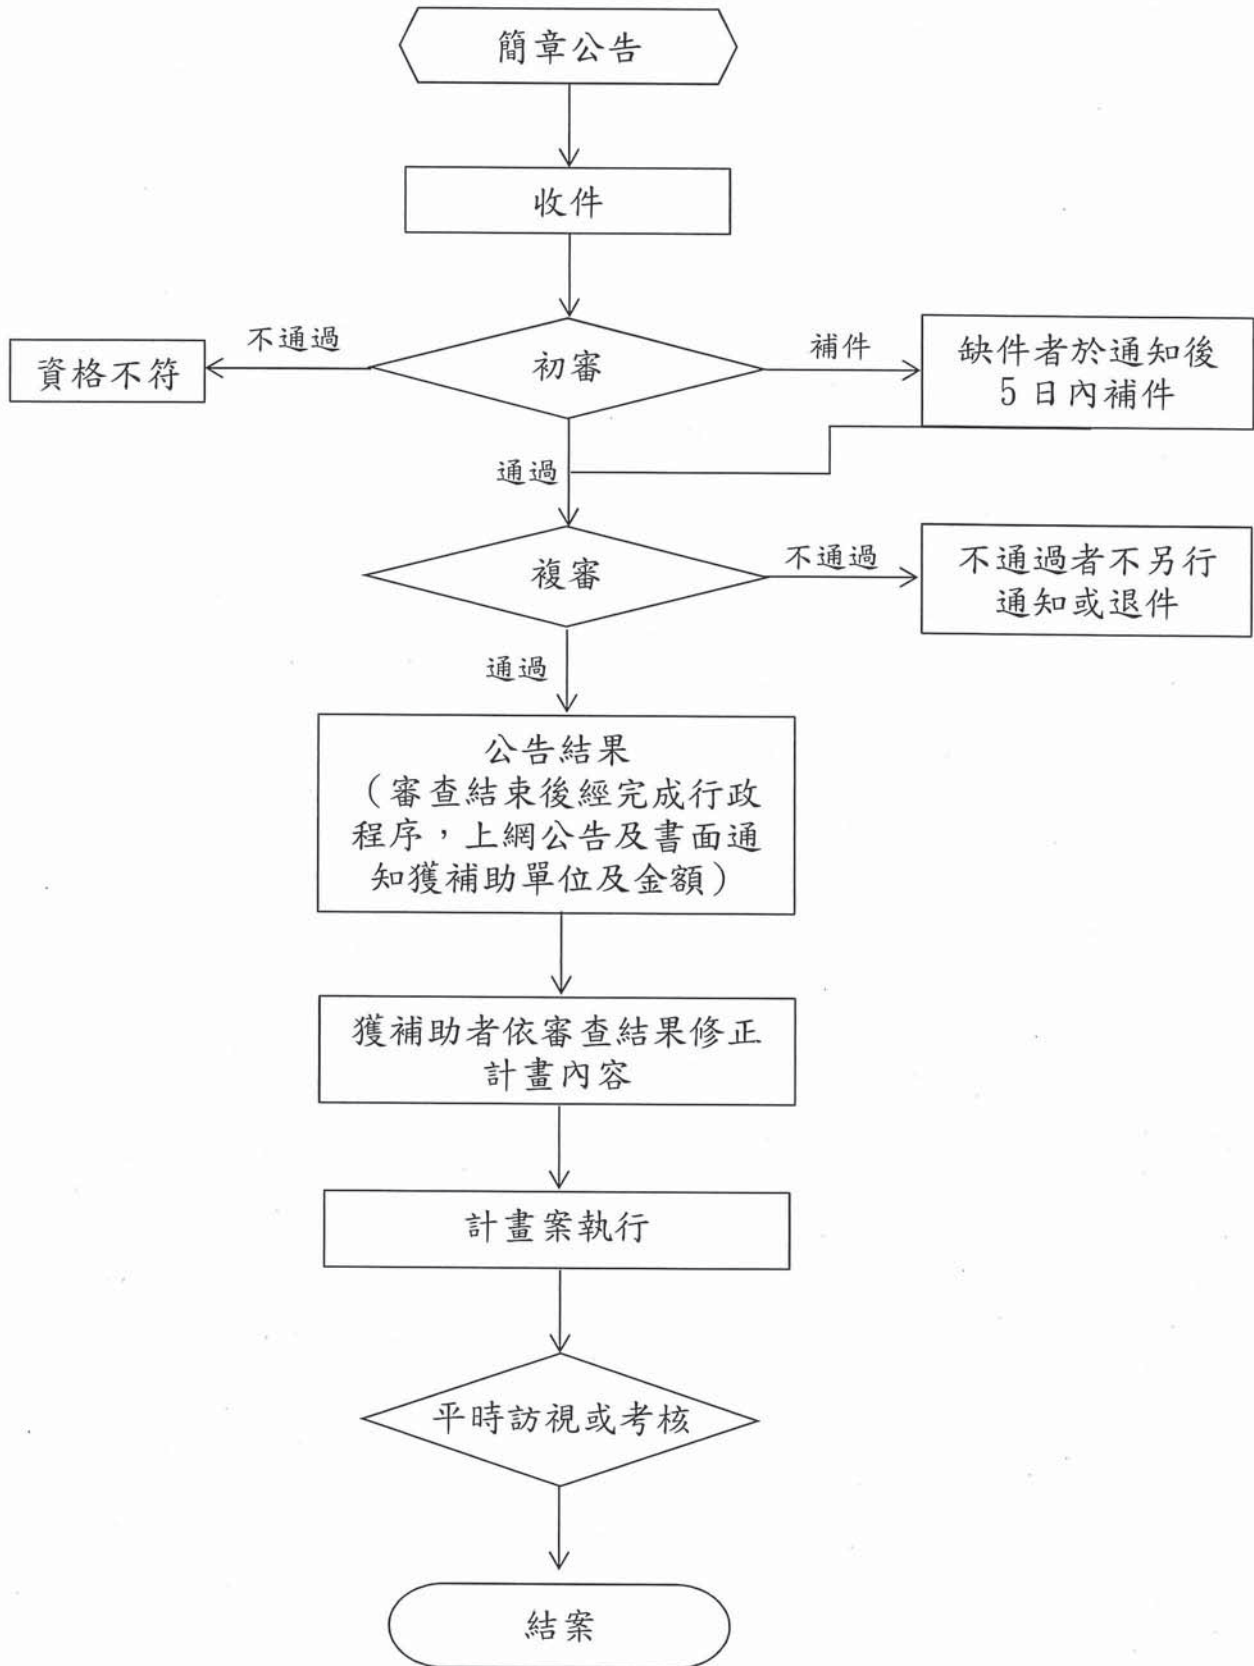 簡章公告
收件
不通過
初審
補件
資格不符
缺件者於通知後
5 日內補件
通過
複審
不通過
不通過者不另行
通知或退件
通過
公告結果
（審查結束後經完成行政
程序，上網公告及書面通
知獲補助單位及金額）
獲補助者依審查結果修正
計畫內容
計畫案執行
平時訪視或考核
結案